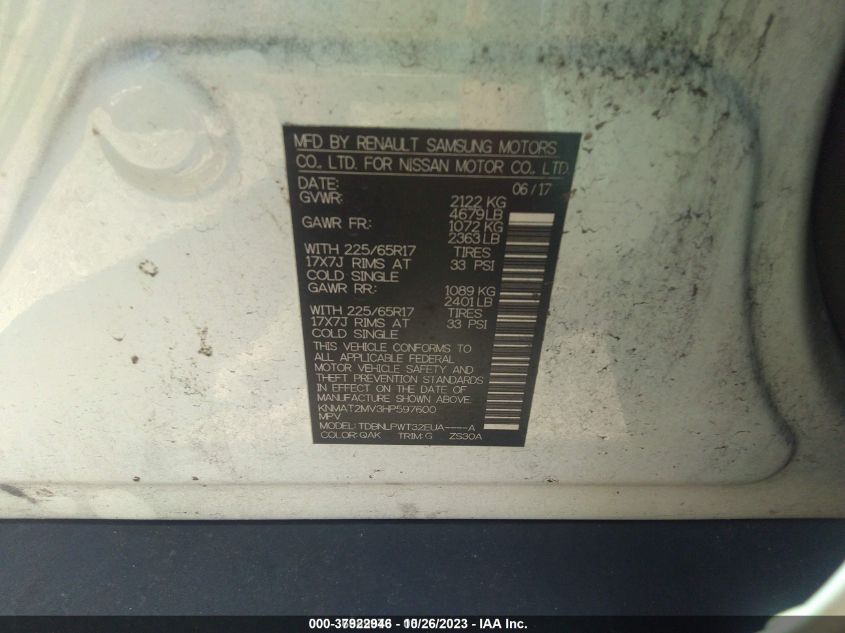 MFD BY RENAULT SAMSUNG MOTORS
CO., LTD. FOR NISSAN MOTOR CO., LTD.
DATE: 06/17
GVWR: 2122 KG
4679 LB
GAWR FR: 1072 KG
2363 LB
WITH 225/65R17 TIRES
17X7J RIMS AT 33 PSI
COLD SINGLE
GAWR RR: 1089 KG
2401 LB
WITH 225/65R17 TIRES
17X7J RIMS AT 33 PSI
COLD SINGLE
THIS VEHICLE CONFORMS TO
ALL APPLICABLE FEDERAL
MOTOR VEHICLE SAFETY AND
THEFT PREVENTION STANDARDS
IN EFFECT ON THE DATE OF
MANUFACTURE SHOWN ABOVE.
KNMAT2MV3HP597600
MPV
MODEL: TDBNLPWT32EUA----A
COLOR: QAK TRIM: G ZS30A
10/26/2023 - IAA Inc.